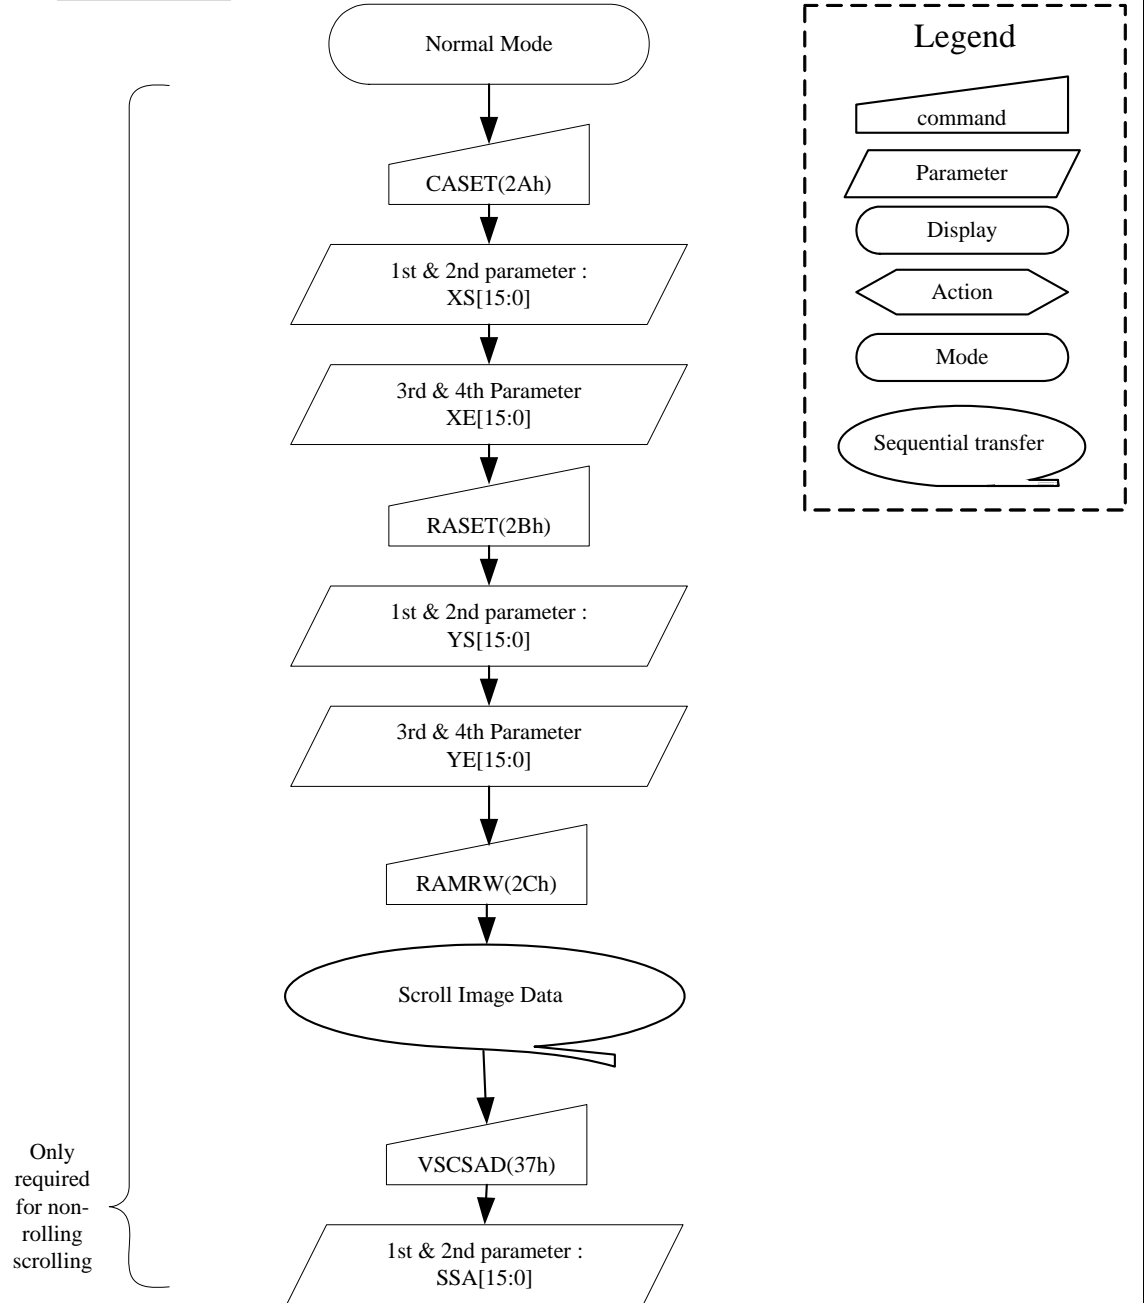 Normal Mode
CASET(2Ah)
1st & 2nd parameter :
XS[15:0]
3rd & 4th Parameter
XE[15:0]
RASET(2Bh)
1st & 2nd parameter :
YS[15:0]
3rd & 4th Parameter
YE[15:0]
RAMRW(2Ch)
Scroll Image Data
VSCSAD(37h)
1st & 2nd parameter :
SSA[15:0]
Only
required
for non-
rolling
scrolling
Legend
command
Parameter
Display
Action
Mode
Sequential transfer